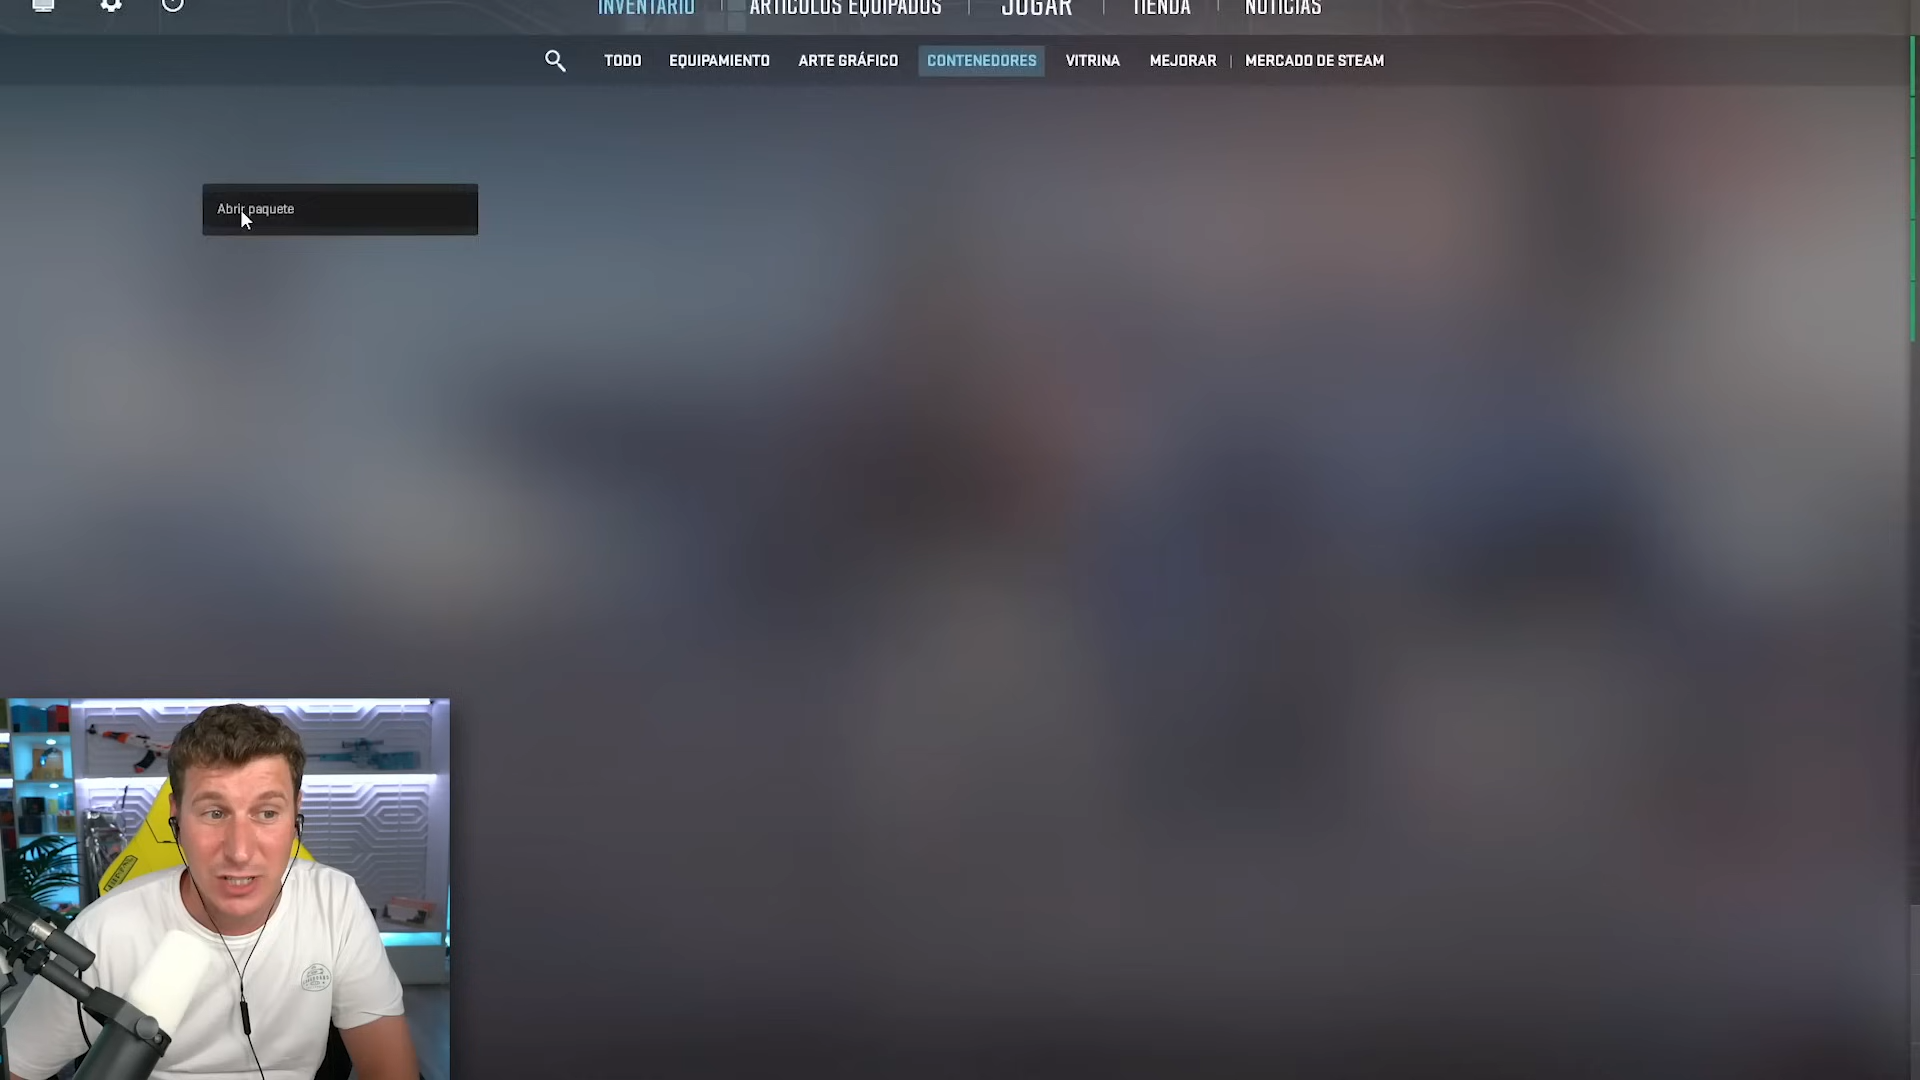 INVENTARIO
ARTÍCULOS EQUIPADOS
JUGAR
TIENDA
NOTICIAS
TODO
EQUIPAMIENTO
ARTE GRÁFICO
CONTENEDORES
VITRINA
MEJORAR
MERCADO DE STEAM
Abrir paquete